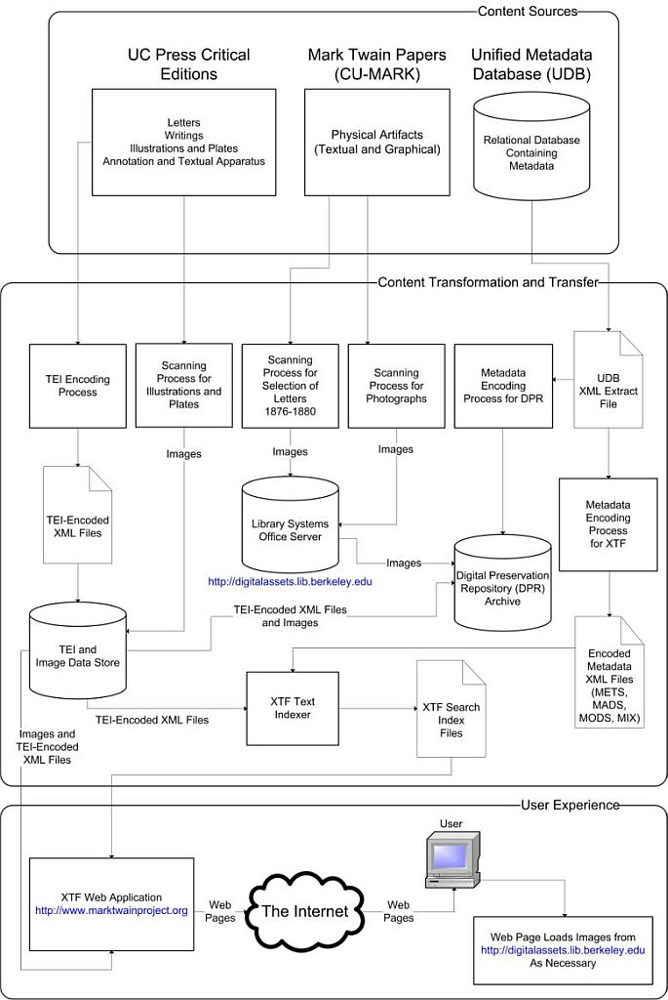 Content Sources
UC Press Critical
Editions
Mark Twain Papers
(CU-MARK)
Unified Metadata
Database (UDB)
Letters
Writings
Illustrations and Plates
Annotation and Textual Apparatus
Physical Artifacts
(Textual and Graphical)
Relational Database
Containing
Metadata
Content Transformation and Transfer
TEI Encoding
Process
Scanning
Process for
Illustrations and
Plates
Scanning
Process for
Selection of
Letters
1876-1880
Scanning
Process for
Photographs
Metadata
Encoding
Process for DPR
UDB
XML Extract
File
Images
Images
Images
TEI-Encoded
XML Files
Library Systems
Office Server
http://digitalassets.lib.berkeley.edu
Metadata
Encoding
Process
for XTF
Images
Digital Preservation
Repository (DPR)
Archive
TEI-Encoded XML Files
and Images
TEI and
Image Data Store
Encoded
Metadata
XML Files
(METS,
MADS,
MODS, MIX)
TEI-Encoded XML Files
XTF Text
Indexer
XTF Search
Index
Files
Images and
TEI-Encoded
XML Files
User Experience
User
XTF Web Application
http://www.marktwainproject.org
Web
Pages
The Internet
Web
Pages
Web Page Loads Images from
http://digitalassets.lib.berkeley.edu
As Necessary